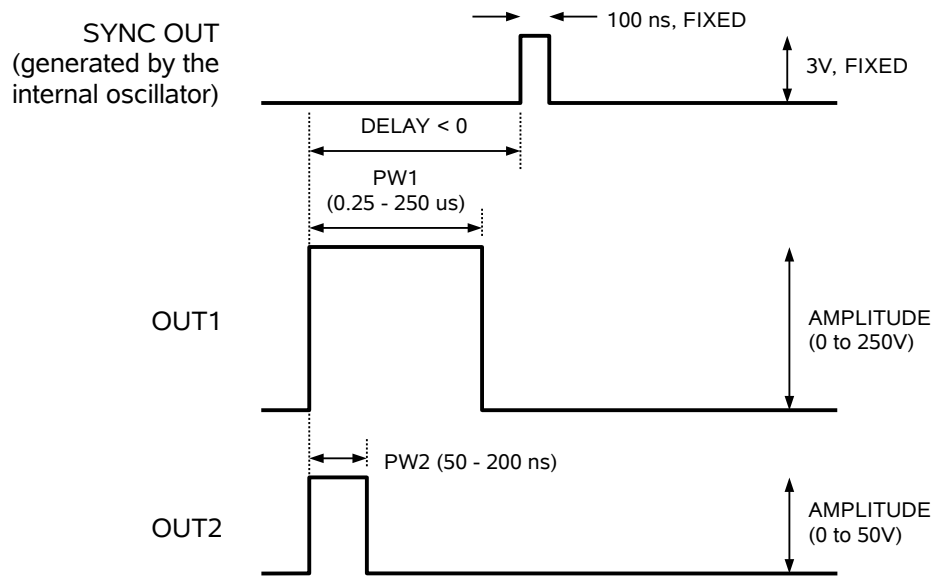 SYNC OUT
(generated by the
internal oscillator)
100 ns, FIXED
3V, FIXED
DELAY < 0
PW1
(0.25 - 250 us)
OUT1
AMPLITUDE
(0 to 250V)
PW2 (50 - 200 ns)
OUT2
AMPLITUDE
(0 to 50V)